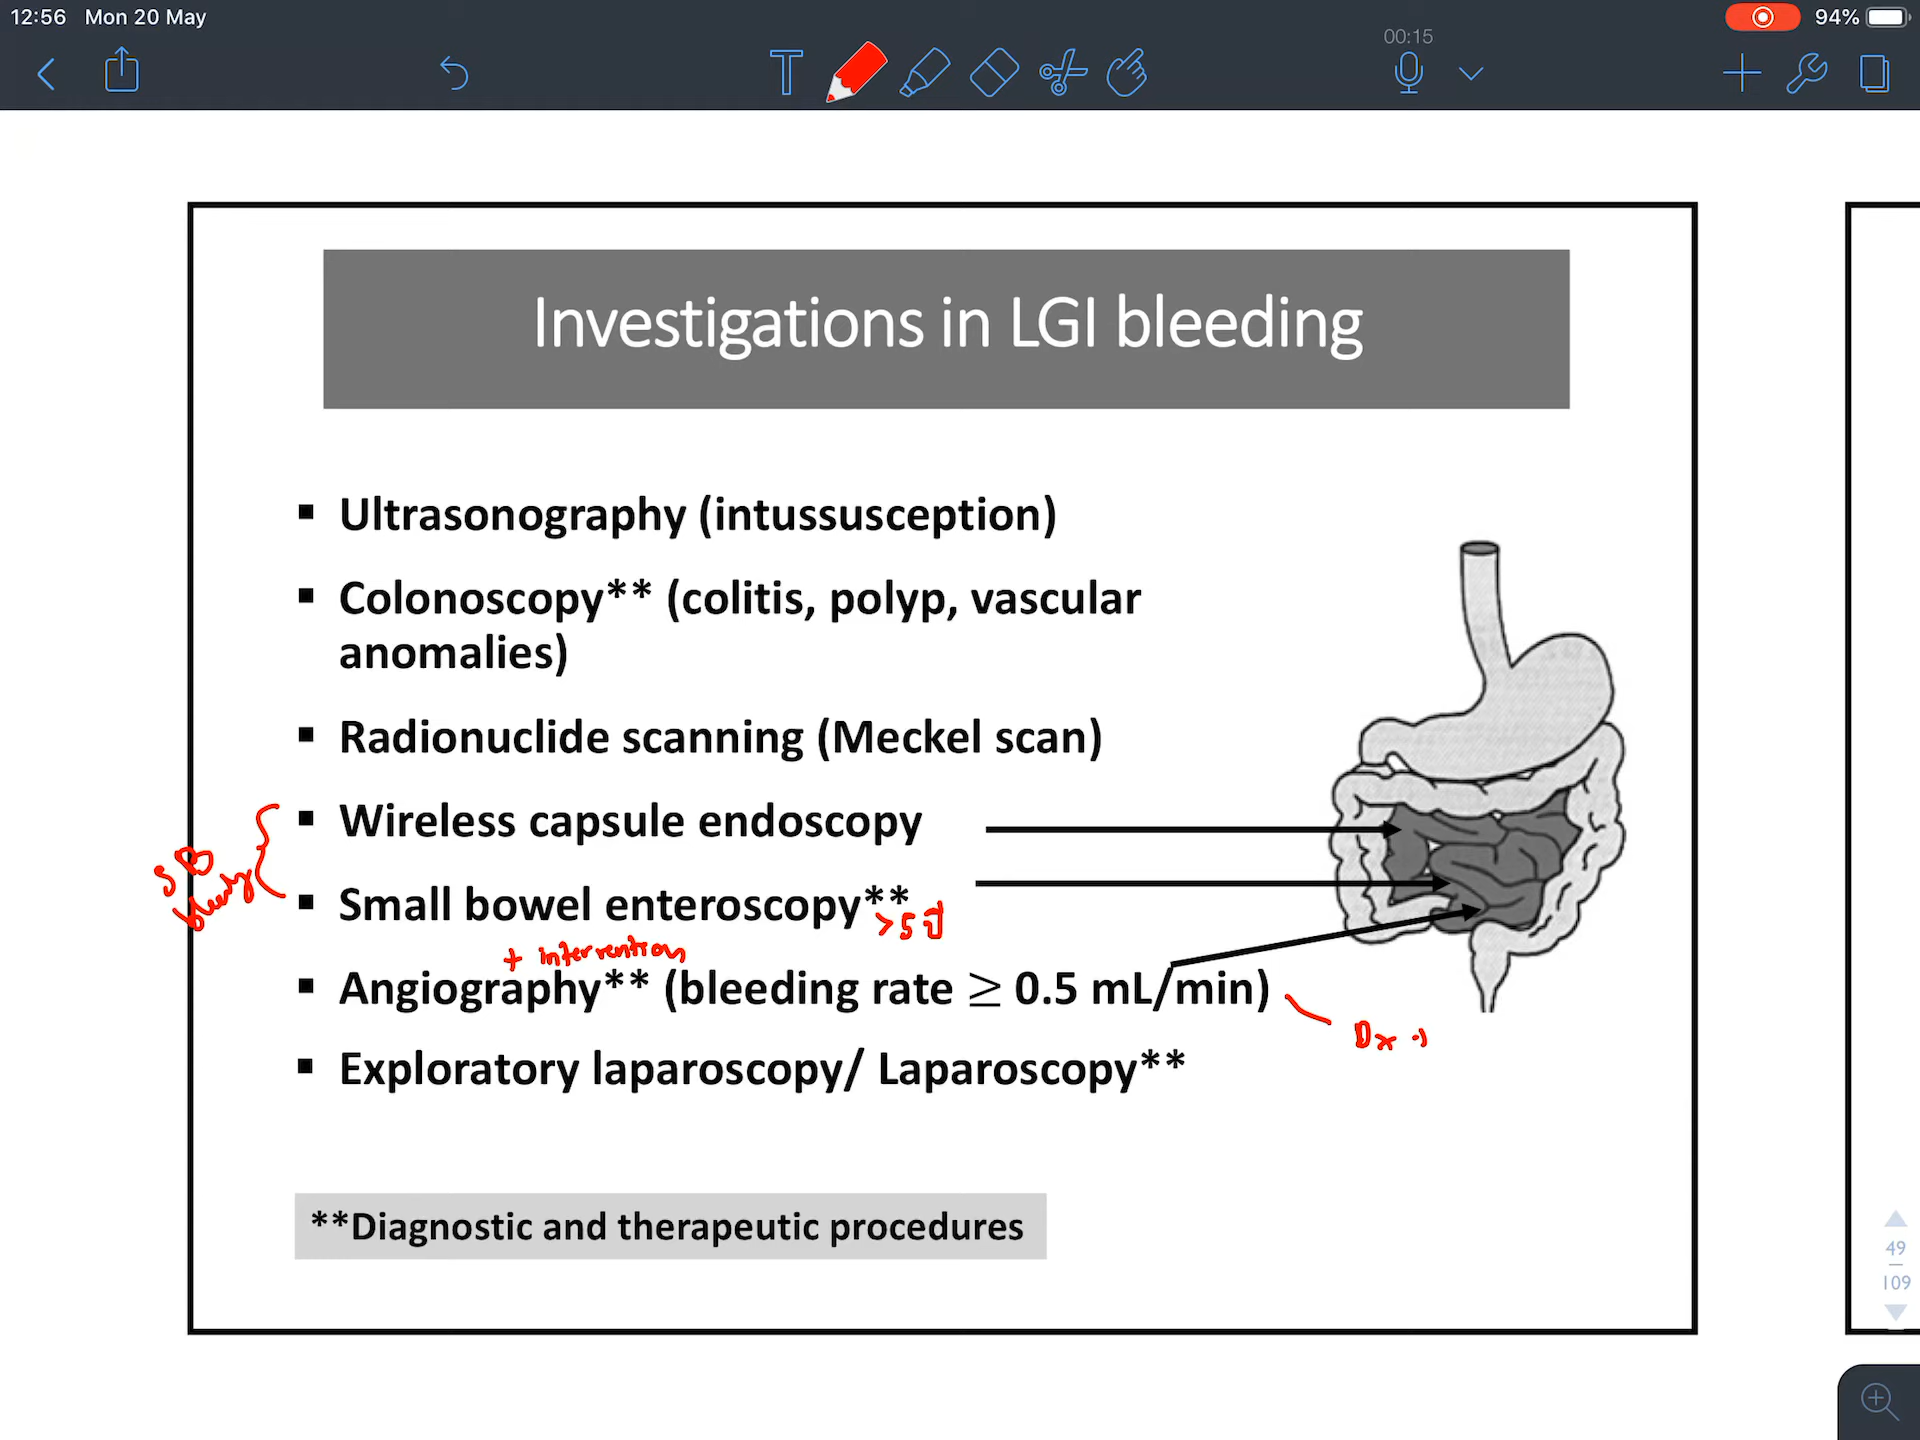 12:56 Mon 20 May
94%
00:15
Investigations in LGI bleeding
▪ Ultrasonography (intussusception)
▪ Colonoscopy** (colitis, polyp, vascular
anomalies)
▪ Radionuclide scanning (Meckel scan)
▪ Wireless capsule endoscopy
SB
bleeding
▪ Small bowel enteroscopy**
>5 ปี
+ intervention
▪ Angiography** (bleeding rate ≥ 0.5 mL/min)
Dx
▪ Exploratory laparoscopy/ Laparoscopy**
**Diagnostic and therapeutic procedures
49
109